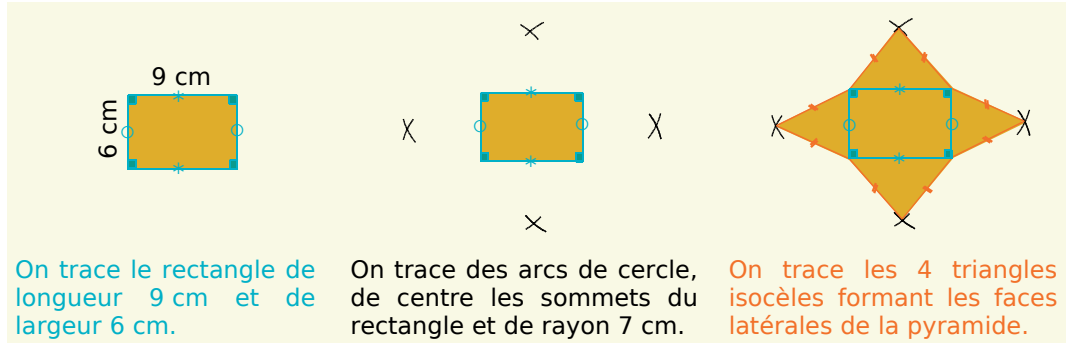 9 cm
6 cm
On trace le rectangle de
longueur 9 cm et de
largeur 6 cm.
On trace des arcs de cercle,
de centre les sommets du
rectangle et de rayon 7 cm.
On trace les 4 triangles
isocèles formant les faces
latérales de la pyramide.